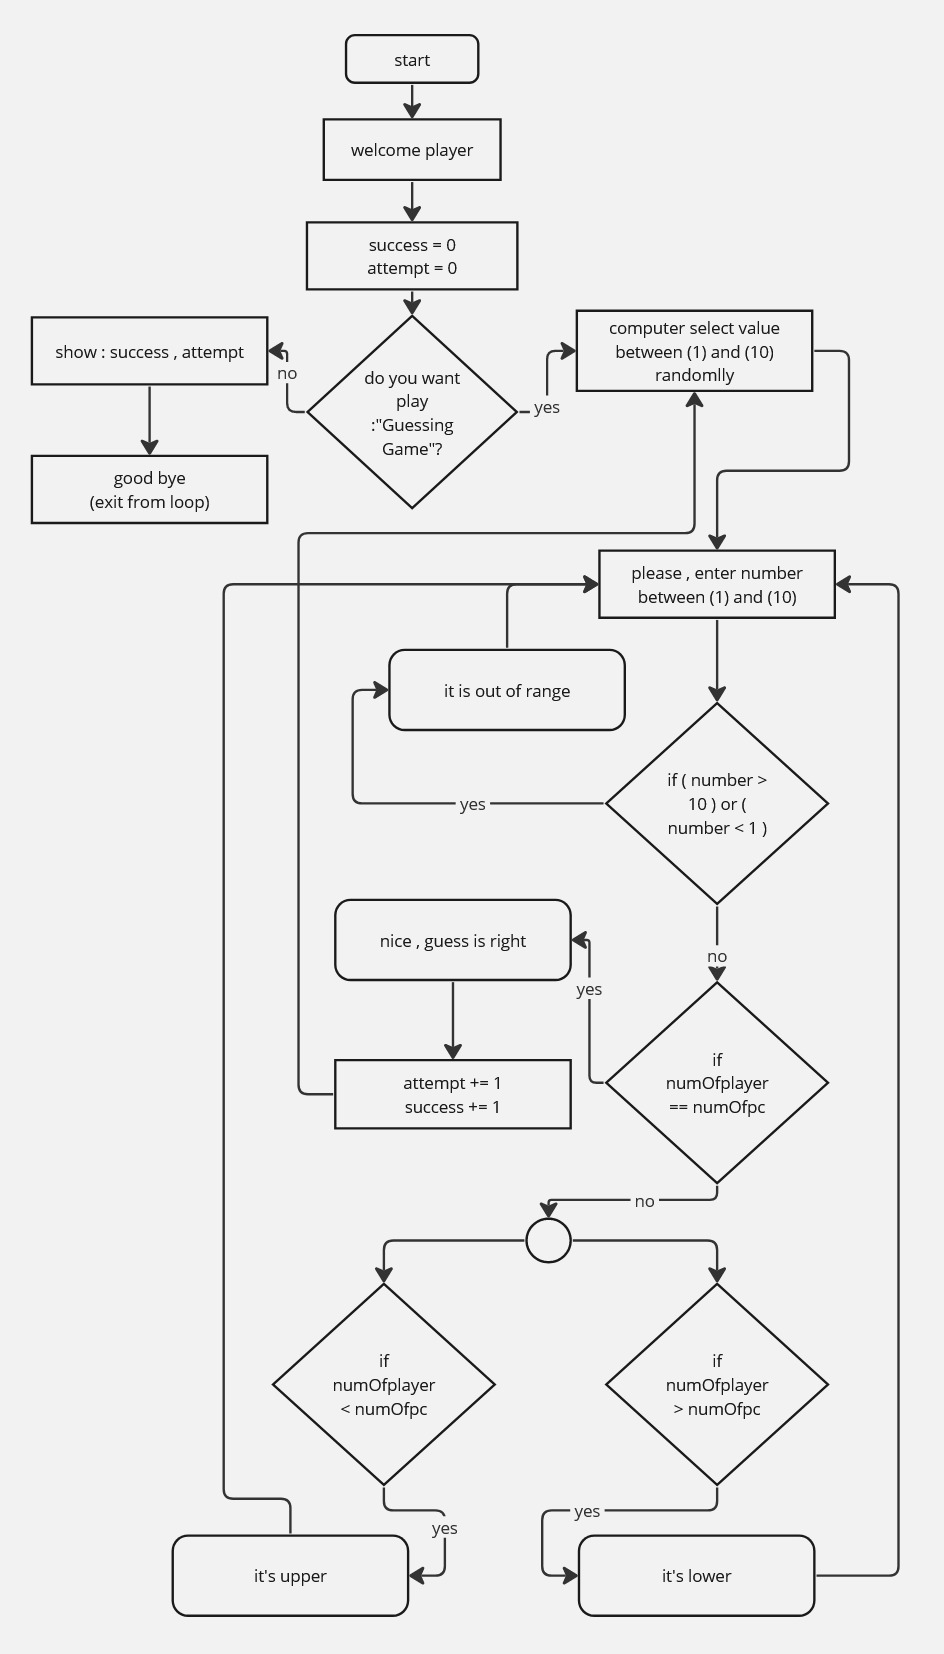 start
welcome player
success = 0
attempt = 0
do you want
play
:"Guessing
Game"?
no
show : success , attempt
good bye
(exit from loop)
yes
computer select value
between (1) and (10)
randomlly
please , enter number
between (1) and (10)
it is out of range
yes
if ( number >
10 ) or (
number < 1 )
no
nice , guess is right
yes
attempt += 1
success += 1
if
numOfplayer
== numOfpc
no
if
numOfplayer
< numOfpc
if
numOfplayer
> numOfpc
yes
yes
it's upper
it's lower